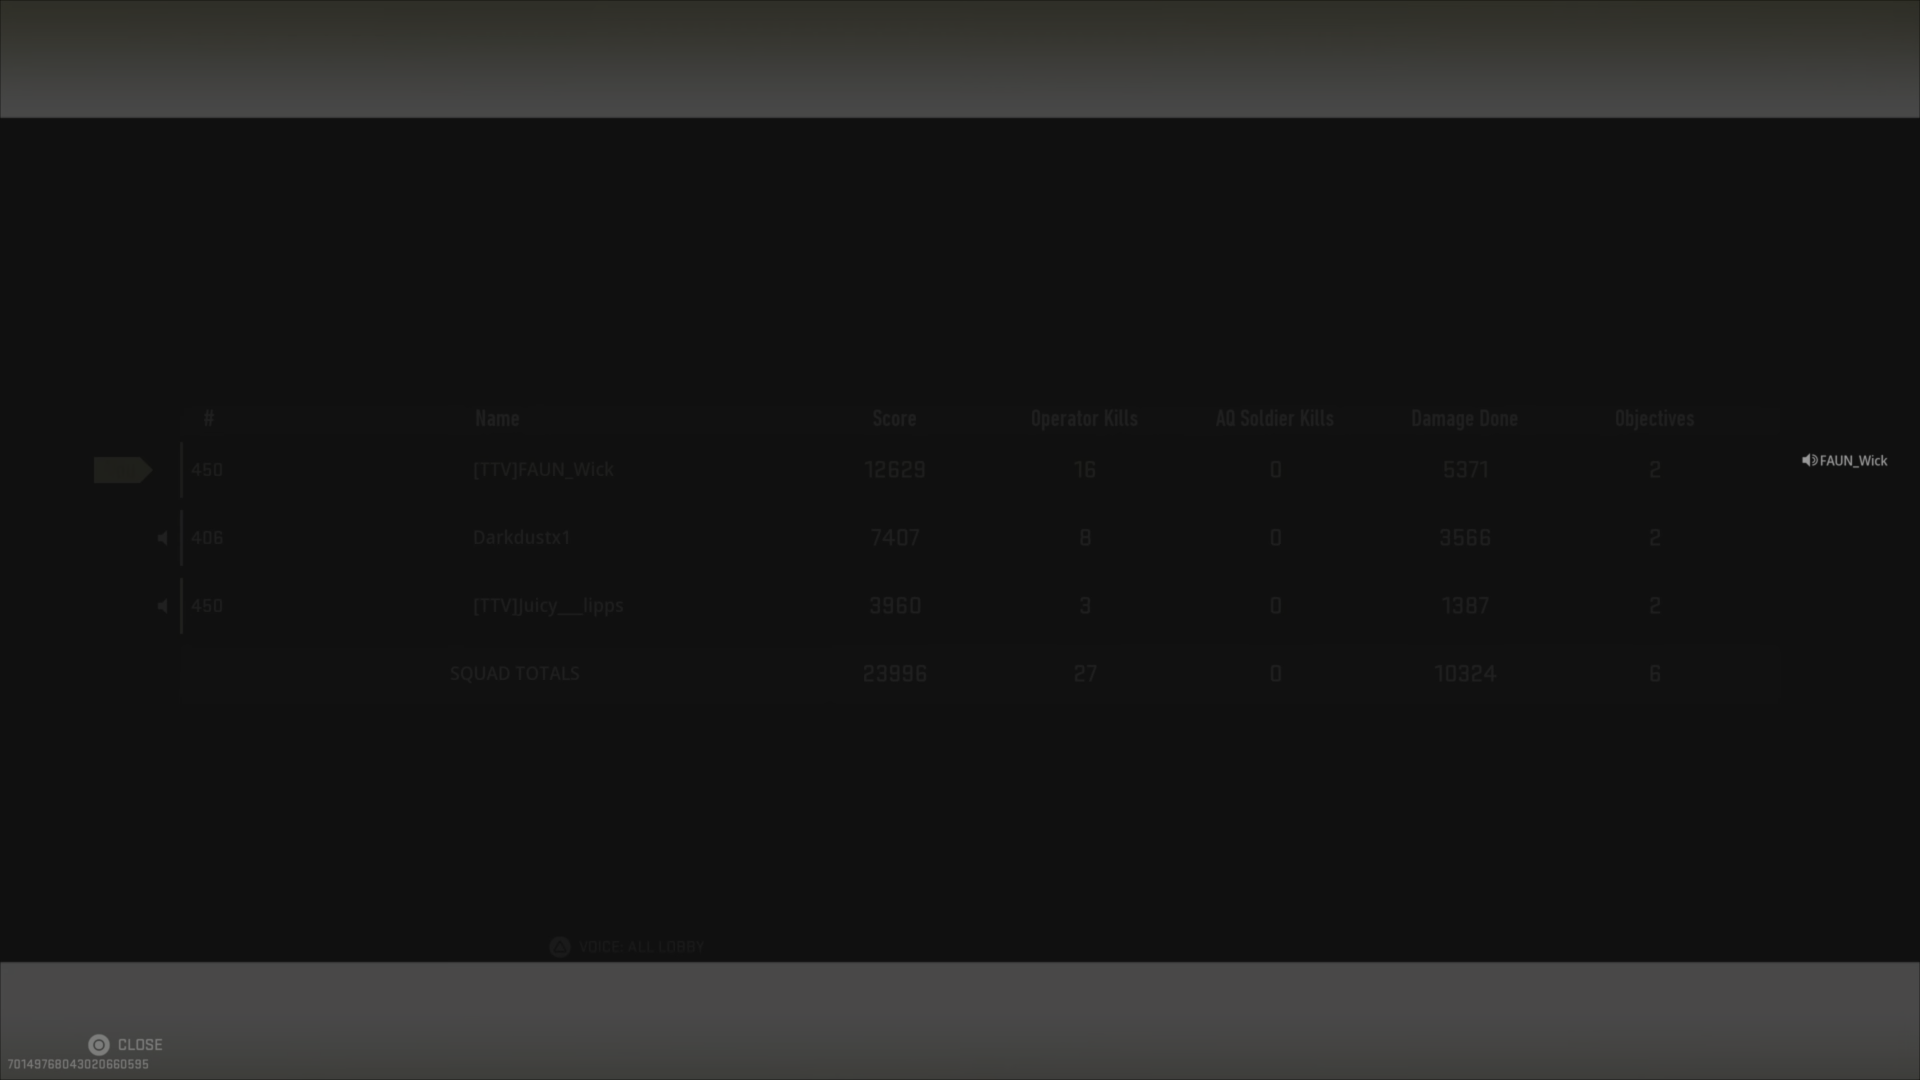 # Name Score Operator Kills AQ Soldier Kills Damage Done Objectives
450 [TTV]FAUN_Wick 12629 16 0 5371 2
FAUN_Wick
406 Darkdustx1 7407 8 0 3566 2
450 [TTV]Juicy__lipps 3960 3 0 1387 2
SQUAD TOTALS 23996 27 0 10324 6
VOICE: ALL LOBBY
CLOSE
70149768043020660595